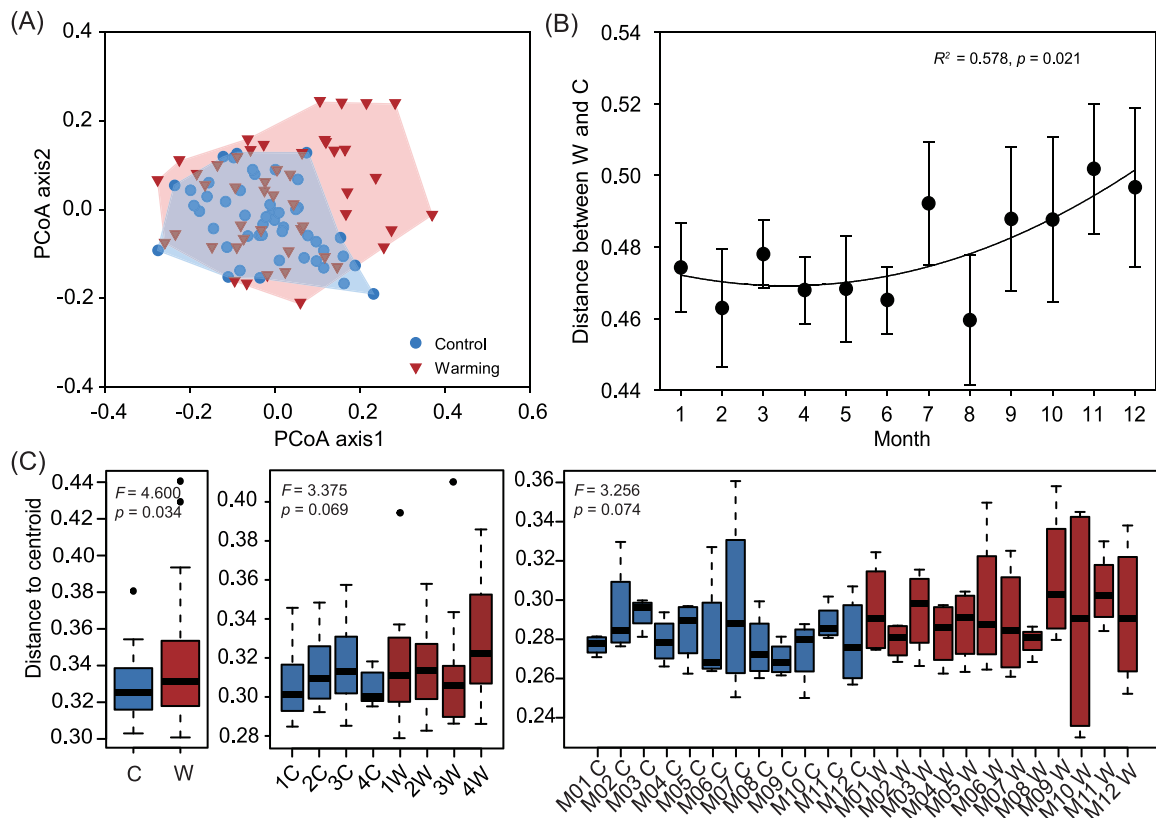 (A)
0.4
0.2
0.0
-0.2
-0.4
PCoA axis2
-0.4
-0.2
0.0
0.2
0.4
0.6
PCoA axis1
Control
Warming
(B)
0.54
0.52
0.50
0.48
0.46
0.44
Distance between W and C
R² = 0.578, p = 0.021
1 2 3 4 5 6 7 8 9 10 11 12
Month
(C)
Distance to centroid
0.44
0.42
0.40
0.38
0.36
0.34
0.32
0.30
F = 4.600
p = 0.034
C W
0.40
0.38
0.36
0.34
0.32
0.30
0.28
F = 3.375
p = 0.069
1C 2C 3C 4C 1W 2W 3W 4W
0.36
0.32
0.30
0.28
0.24
F = 3.256
p = 0.074
M01 C
M02 C
M03 C
M04 C
M05 C
M06 C
M07 C
M08 C
M09 C
M10 C
M11 C
M12 C
M01 W
M02 W
M03 W
M04 W
M05 W
M06 W
M07 W
M08 W
M09 W
M10 W
M11 W
M12 W